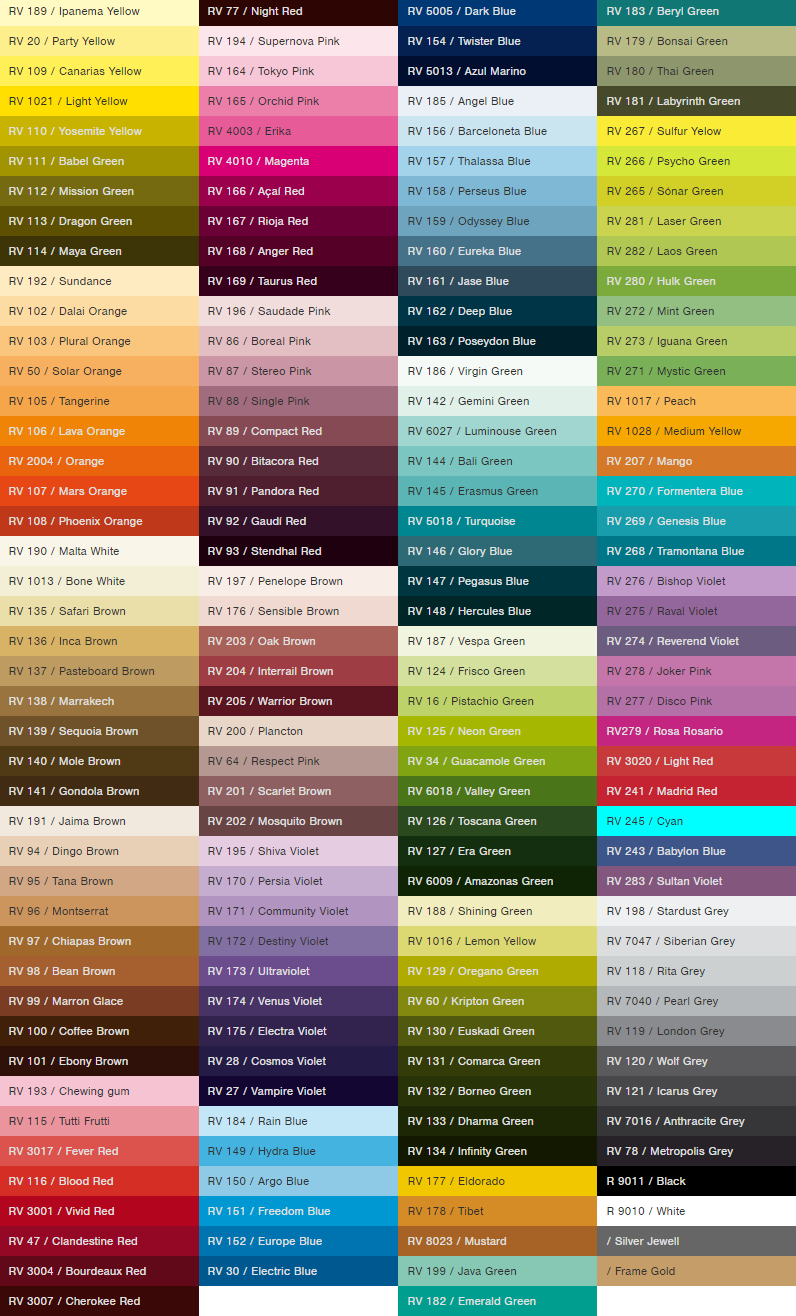 RV 189 / Ipanema Yellow
RV 20 / Party Yellow
RV 109 / Canarias Yellow
RV 1021 / Light Yellow
RV 110 / Yosemite Yellow
RV 111 / Babel Green
RV 112 / Mission Green
RV 113 / Dragon Green
RV 114 / Maya Green
RV 192 / Sundance
RV 102 / Dalai Orange
RV 103 / Plural Orange
RV 50 / Solar Orange
RV 105 / Tangerine
RV 106 / Lava Orange
RV 2004 / Orange
RV 107 / Mars Orange
RV 108 / Phoenix Orange
RV 190 / Malta White
RV 1013 / Bone White
RV 135 / Safari Brown
RV 136 / Inca Brown
RV 137 / Pasteboard Brown
RV 138 / Marrakech
RV 139 / Sequoia Brown
RV 140 / Mole Brown
RV 141 / Gondola Brown
RV 191 / Jaima Brown
RV 94 / Dingo Brown
RV 95 / Tana Brown
RV 96 / Montserrat
RV 97 / Chiapas Brown
RV 98 / Bean Brown
RV 99 / Marron Glace
RV 100 / Coffee Brown
RV 101 / Ebony Brown
RV 193 / Chewing gum
RV 115 / Tutti Frutti
RV 3017 / Fever Red
RV 116 / Blood Red
RV 3001 / Vivid Red
RV 47 / Clandestine Red
RV 3004 / Bourdeaux Red
RV 3007 / Cherokee Red
RV 77 / Night Red
RV 194 / Supernova Pink
RV 164 / Tokyo Pink
RV 165 / Orchid Pink
RV 4003 / Erika
RV 4010 / Magenta
RV 166 / Açaí Red
RV 167 / Rioja Red
RV 168 / Anger Red
RV 169 / Taurus Red
RV 196 / Saudade Pink
RV 86 / Boreal Pink
RV 87 / Stereo Pink
RV 88 / Single Pink
RV 89 / Compact Red
RV 90 / Bitacora Red
RV 91 / Pandora Red
RV 92 / Gaudí Red
RV 93 / Stendhal Red
RV 197 / Penelope Brown
RV 176 / Sensible Brown
RV 203 / Oak Brown
RV 204 / Interrail Brown
RV 205 / Warrior Brown
RV 200 / Plancton
RV 64 / Respect Pink
RV 201 / Scarlet Brown
RV 202 / Mosquito Brown
RV 195 / Shiva Violet
RV 170 / Persia Violet
RV 171 / Community Violet
RV 172 / Destiny Violet
RV 173 / Ultraviolet
RV 174 / Venus Violet
RV 175 / Electra Violet
RV 28 / Cosmos Violet
RV 27 / Vampire Violet
RV 184 / Rain Blue
RV 149 / Hydra Blue
RV 150 / Argo Blue
RV 151 / Freedom Blue
RV 152 / Europe Blue
RV 30 / Electric Blue
RV 5005 / Dark Blue
RV 154 / Twister Blue
RV 5013 / Azul Marino
RV 185 / Angel Blue
RV 156 / Barceloneta Blue
RV 157 / Thalassa Blue
RV 158 / Perseus Blue
RV 159 / Odyssey Blue
RV 160 / Eureka Blue
RV 161 / Jase Blue
RV 162 / Deep Blue
RV 163 / Poseydon Blue
RV 186 / Virgin Green
RV 142 / Gemini Green
RV 6027 / Luminouse Green
RV 144 / Bali Green
RV 145 / Erasmus Green
RV 5018 / Turquoise
RV 146 / Glory Blue
RV 147 / Pegasus Blue
RV 148 / Hercules Blue
RV 187 / Vespa Green
RV 124 / Frisco Green
RV 16 / Pistachio Green
RV 125 / Neon Green
RV 34 / Guacamole Green
RV 6018 / Valley Green
RV 126 / Toscana Green
RV 127 / Era Green
RV 6009 / Amazonas Green
RV 188 / Shining Green
RV 1016 / Lemon Yellow
RV 129 / Oregano Green
RV 60 / Kripton Green
RV 130 / Euskadi Green
RV 131 / Comarca Green
RV 132 / Borneo Green
RV 133 / Dharma Green
RV 134 / Infinity Green
RV 177 / Eldorado
RV 178 / Tibet
RV 8023 / Mustard
RV 199 / Java Green
RV 182 / Emerald Green
RV 183 / Beryl Green
RV 179 / Bonsai Green
RV 180 / Thai Green
RV 181 / Labyrinth Green
RV 267 / Sulfur Yelow
RV 266 / Psycho Green
RV 265 / Sónar Green
RV 281 / Laser Green
RV 282 / Laos Green
RV 280 / Hulk Green
RV 272 / Mint Green
RV 273 / Iguana Green
RV 271 / Mystic Green
RV 1017 / Peach
RV 1028 / Medium Yellow
RV 207 / Mango
RV 270 / Formentera Blue
RV 269 / Genesis Blue
RV 268 / Tramontana Blue
RV 276 / Bishop Violet
RV 275 / Raval Violet
RV 274 / Reverend Violet
RV 278 / Joker Pink
RV 277 / Disco Pink
RV279 / Rosa Rosario
RV 3020 / Light Red
RV 241 / Madrid Red
RV 245 / Cyan
RV 243 / Babylon Blue
RV 283 / Sultan Violet
RV 198 / Stardust Grey
RV 7047 / Siberian Grey
RV 118 / Rita Grey
RV 7040 / Pearl Grey
RV 119 / London Grey
RV 120 / Wolf Grey
RV 121 / Icarus Grey
RV 7016 / Anthracite Grey
RV 78 / Metropolis Grey
R 9011 / Black
R 9010 / White
/ Silver Jewell
/ Frame Gold